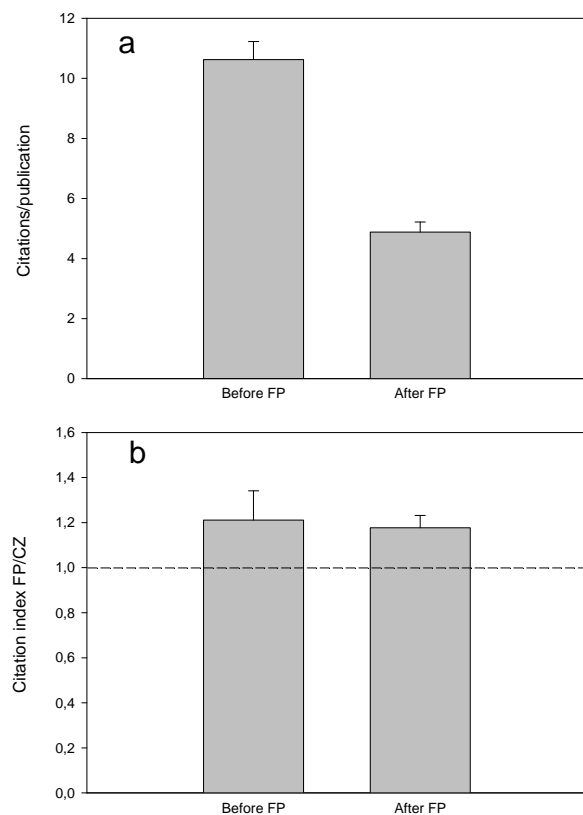 a
Citations/publication
12
10
8
6
4
2
0
Before FP After FP
b
Citation index FP/CZ
1,6
1,4
1,2
1,0
0,8
0,6
0,4
0,2
0,0
Before FP After FP